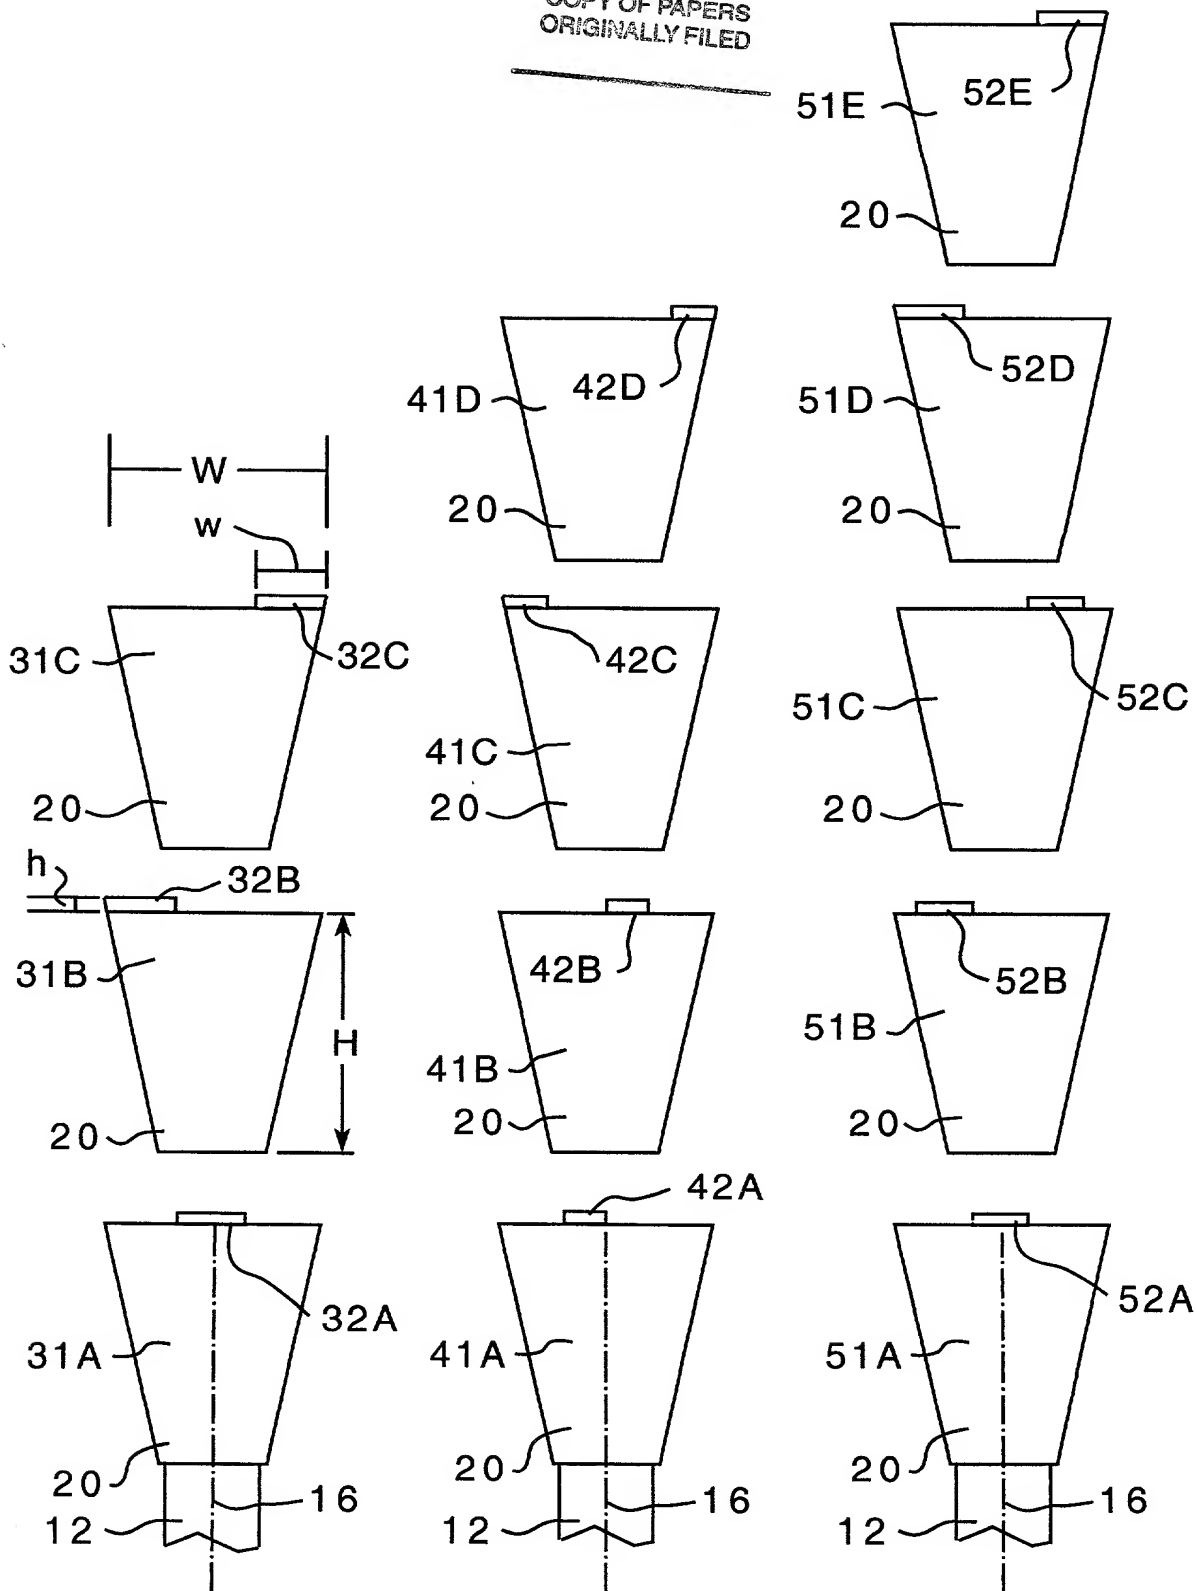 COPY OF PAPERS
ORIGINALLY FILED
51E
52E
20
41D
42D
20
51D
52D
20
W
w
31C
32C
20
41C
42C
20
51C
52C
20
h
32B
31B
H
20
42B
41B
20
52B
51B
20
31A
32A
20
12
16
42A
41A
20
12
16
52A
51A
20
12
16